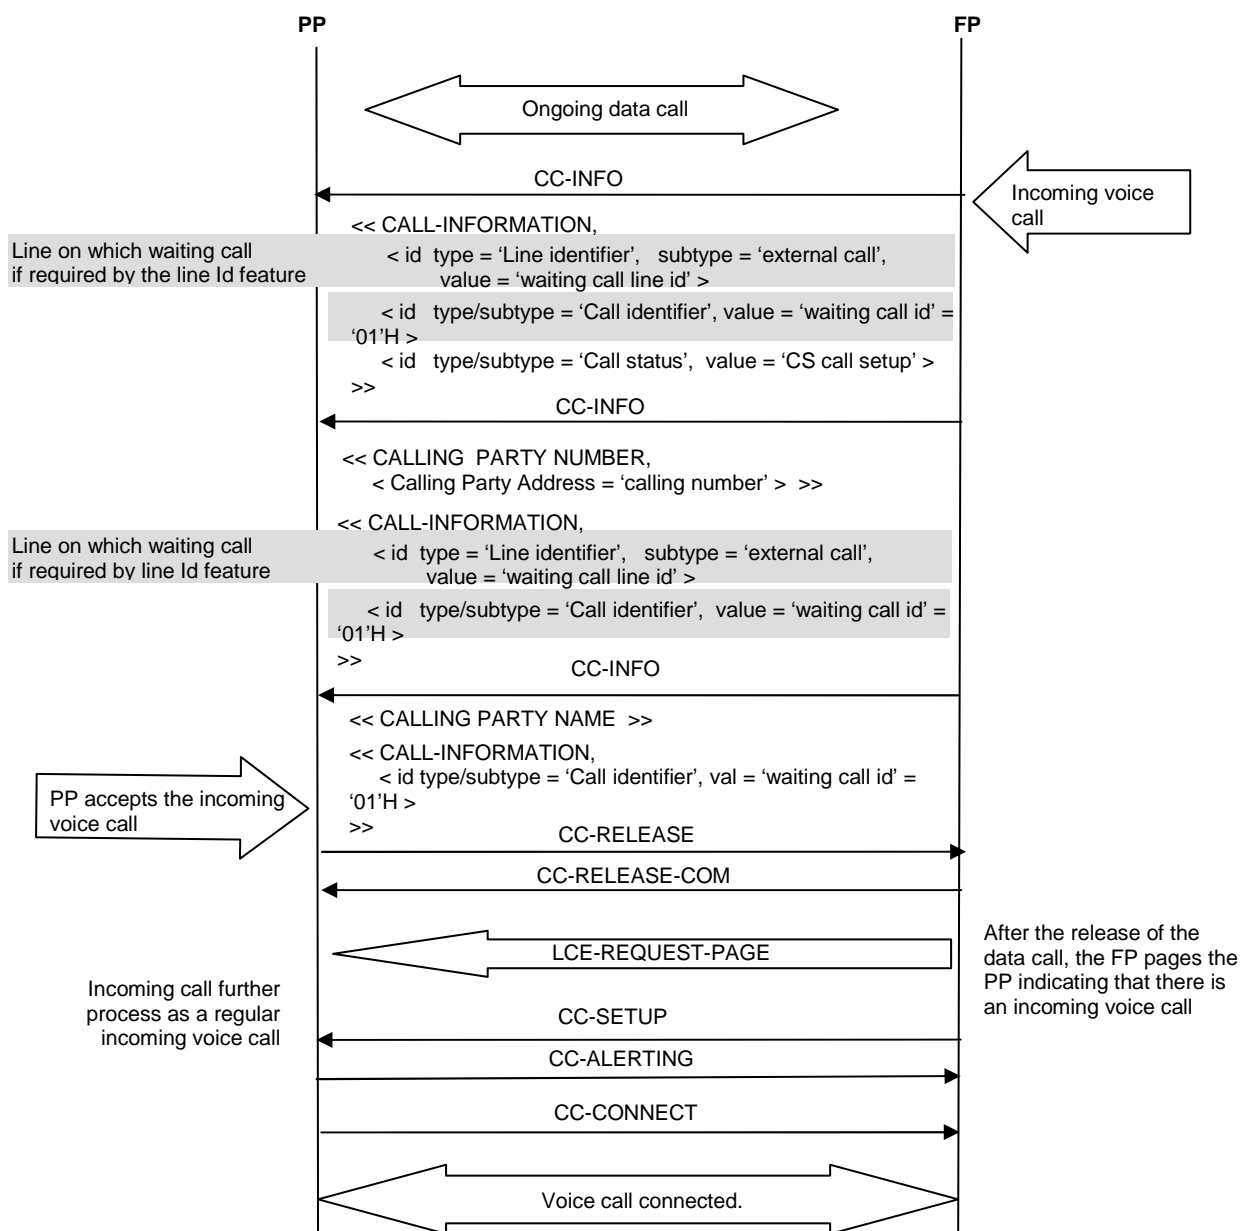 PP
FP
Ongoing data call
CC-INFO
Incoming voice
call
<< CALL-INFORMATION,
Line on which waiting call
if required by the line Id feature
< id type = ‘Line identifier’, subtype = ‘external call’,
value = ‘waiting call line id’ >
< id type/subtype = ‘Call identifier’, value = ‘waiting call id’ =
‘01’H >
< id type/subtype = ‘Call status’, value = ‘CS call setup’ >
>>
CC-INFO
<< CALLING PARTY NUMBER,
< Calling Party Address = ‘calling number’ > >>
<< CALL-INFORMATION,
Line on which waiting call
if required by line Id feature
< id type = ‘Line identifier’, subtype = ‘external call’,
value = ‘waiting call line id’ >
< id type/subtype = ‘Call identifier’, value = ‘waiting call id’ =
‘01’H >
>>
CC-INFO
<< CALLING PARTY NAME >>
<< CALL-INFORMATION,
< id type/subtype = ‘Call identifier’, val = ‘waiting call id’ =
‘01’H >
>>
PP accepts the incoming
voice call
CC-RELEASE
CC-RELEASE-COM
LCE-REQUEST-PAGE
After the release of the
data call, the FP pages the
PP indicating that there is
an incoming voice call
Incoming call further
process as a regular
incoming voice call
CC-SETUP
CC-ALERTING
CC-CONNECT
Voice call connected.